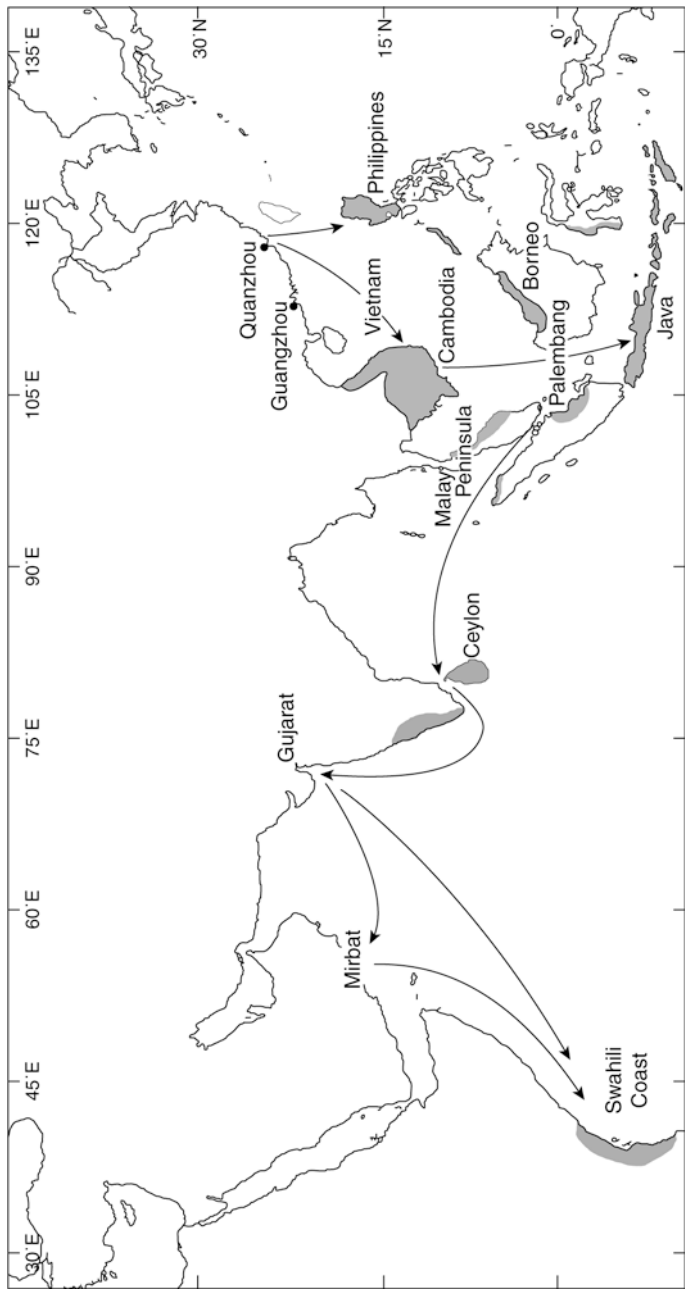 30°E
45°E
60°E
75°E
90°E
105°E
120°E
135°E
30°N
Quanzhou
Guangzhou
Gujarat
Mirbat
Vietnam
Philippines
15°N
Malay
Peninsula
Cambodia
Ceylon
Borneo
Palembang
0°
Swahili
Coast
Java